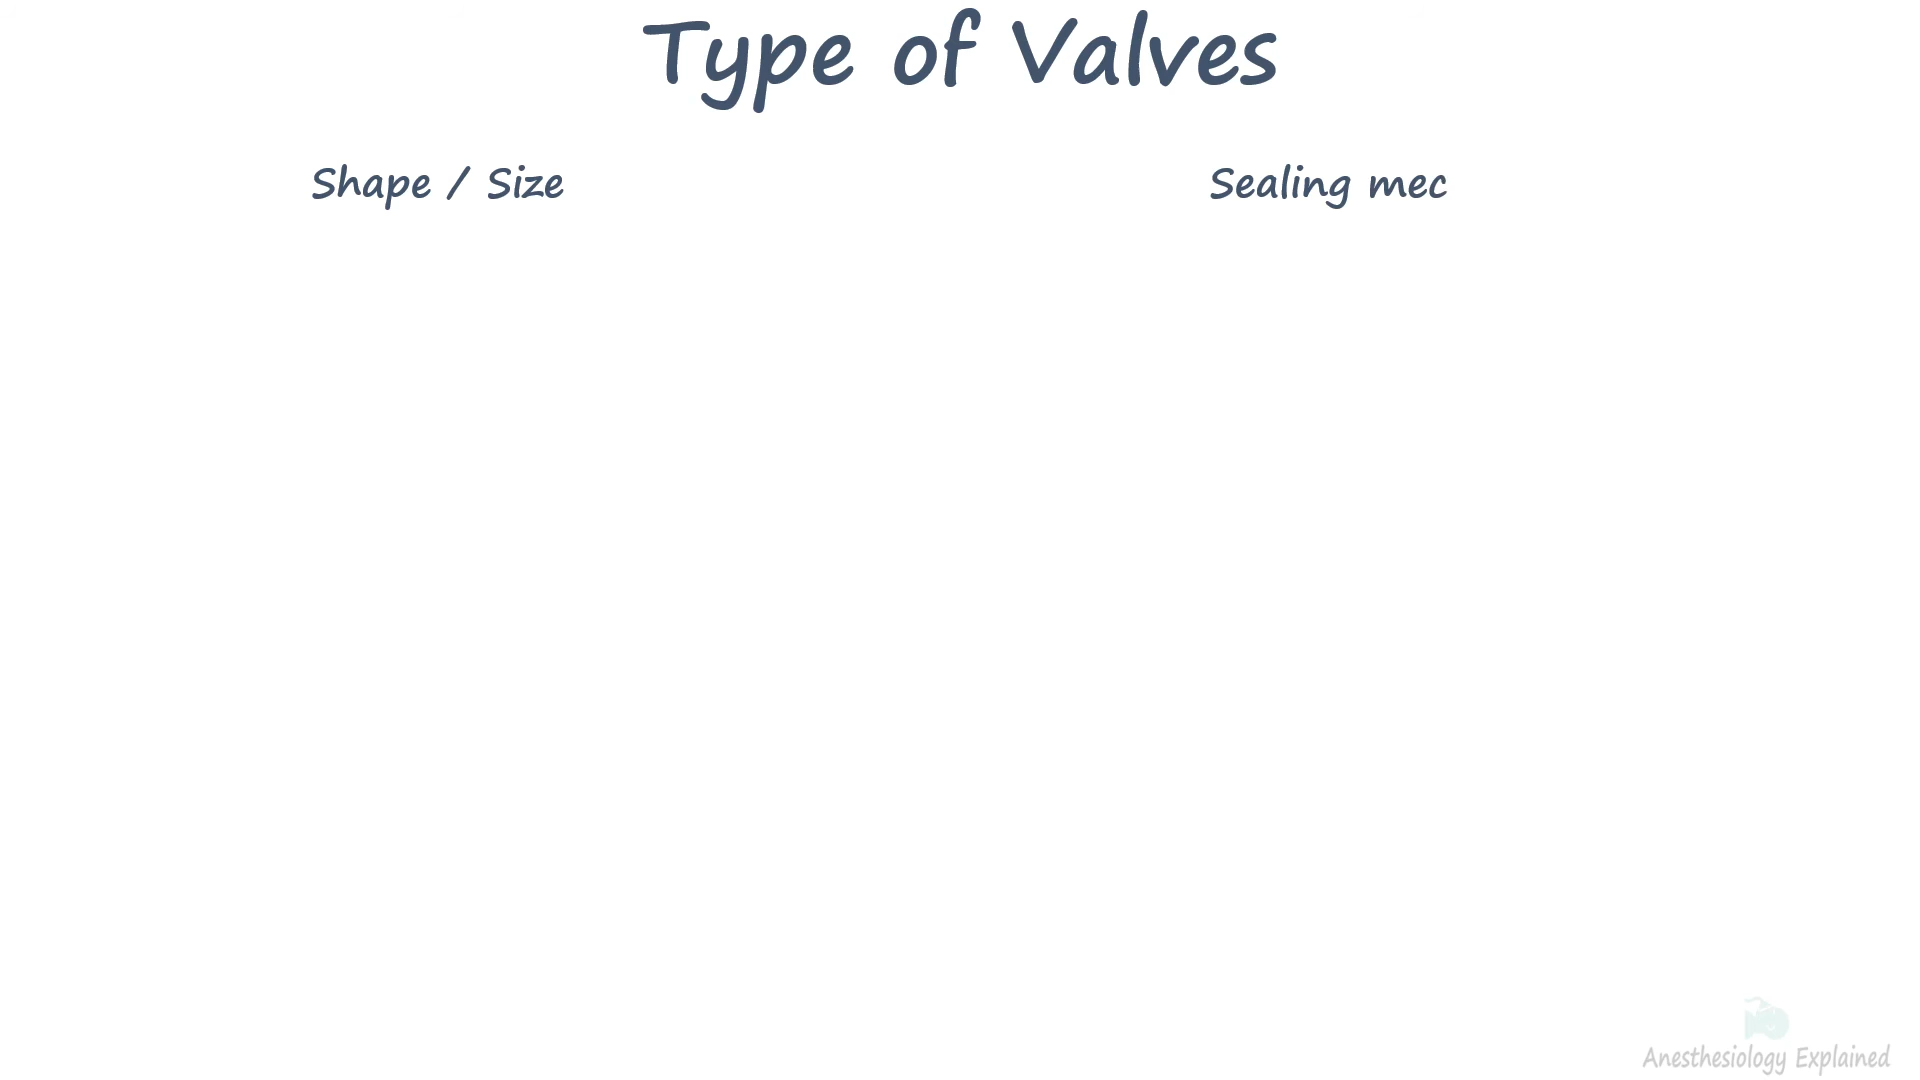 Type of Valves
Shape / Size
Sealing mec
Anesthesiology Explained